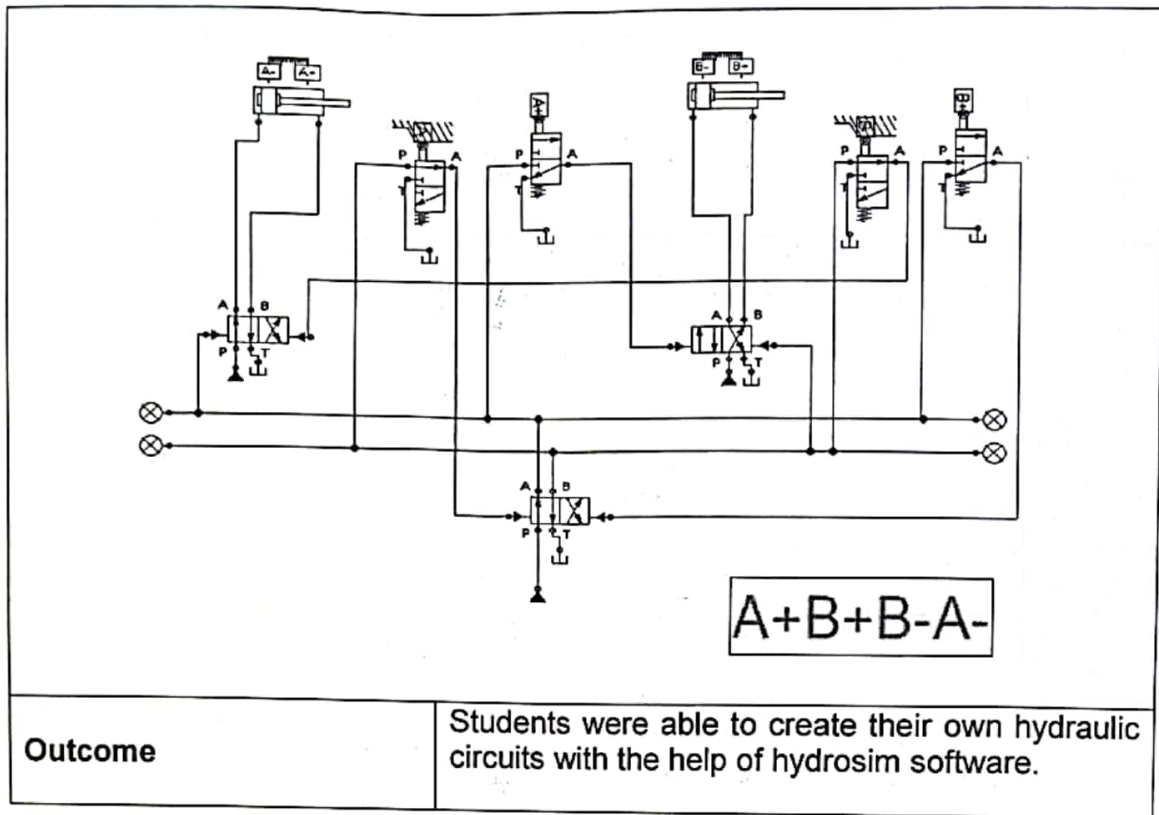 A- A+
B- B+
A+
B+
P A
T
P A
T
P A
T
P A
T
A B
P T
A B
P T
A B
P T
A+B+B-A-
Outcome
Students were able to create their own hydraulic
circuits with the help of hydrosim software.